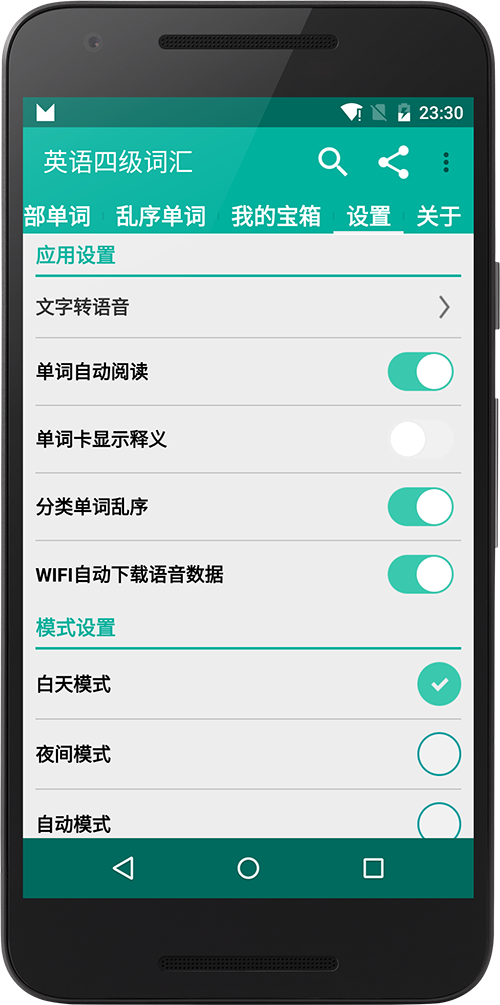 23:30
英语四级词汇
部单词 乱序单词 我的宝箱 设置 关于
应用设置
文字转语音
单词自动阅读
单词卡显示释义
分类单词乱序
WIFI自动下载语音数据
模式设置
白天模式
夜间模式
自动模式